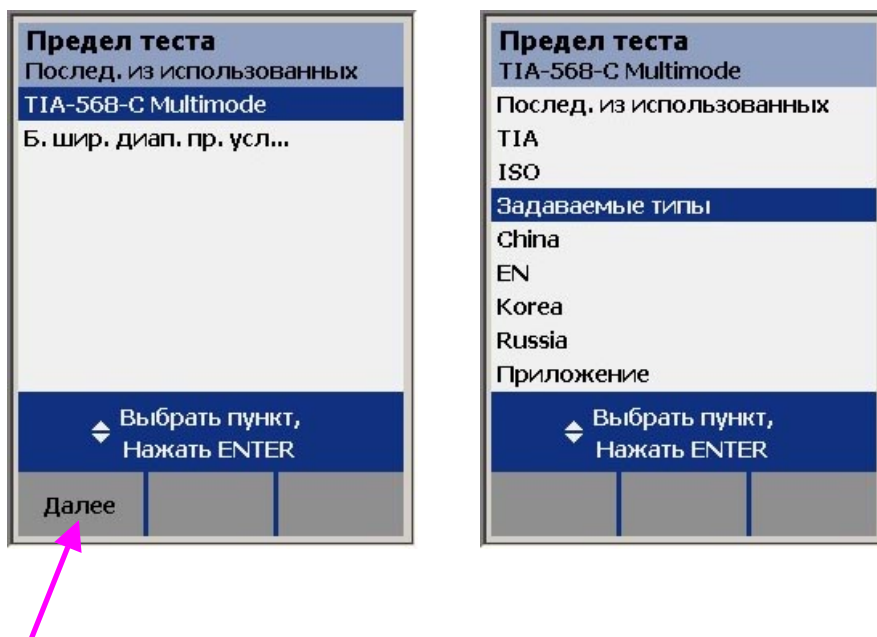 Предел теста
Послед. из использованных
TIA-568-C Multimode
Б. шир. диап. пр. усл...
Выбрать пункт,
Нажать ENTER
Далее
Предел теста
TIA-568-C Multimode
Послед. из использованных
TIA
ISO
Задаваемые типы
China
EN
Korea
Russia
Приложение
Выбрать пункт,
Нажать ENTER